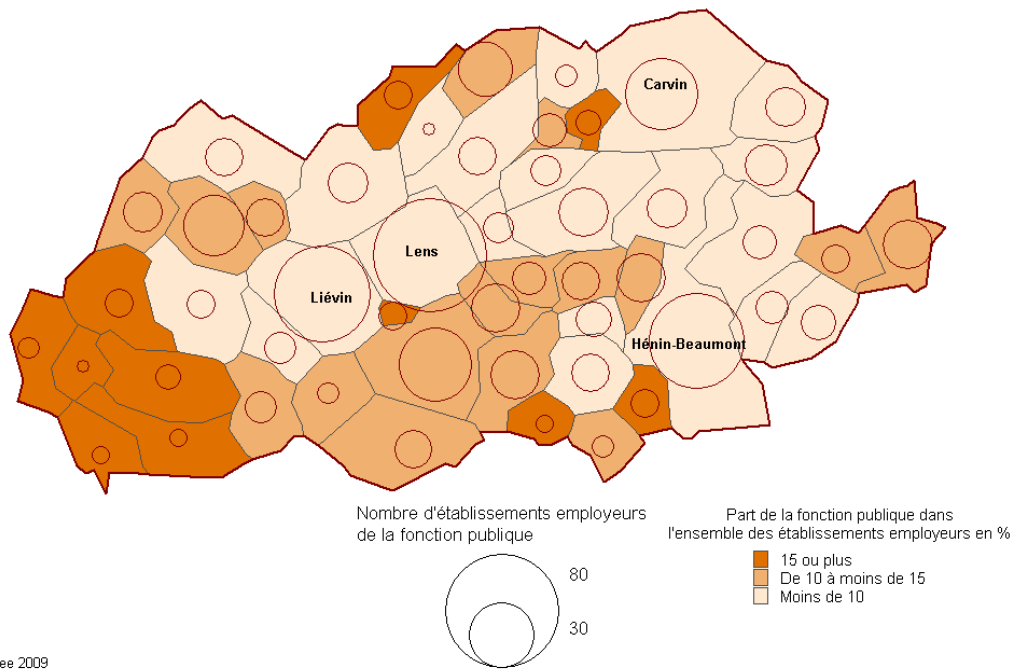 Carvin
Lens
Liévin
Hénin-Beaumont
Nombre d'établissements employeurs
de la fonction publique
80
30
Part de la fonction publique dans
l'ensemble des établissements employeurs en %
15 ou plus
De 10 à moins de 15
Moins de 10
ee 2009